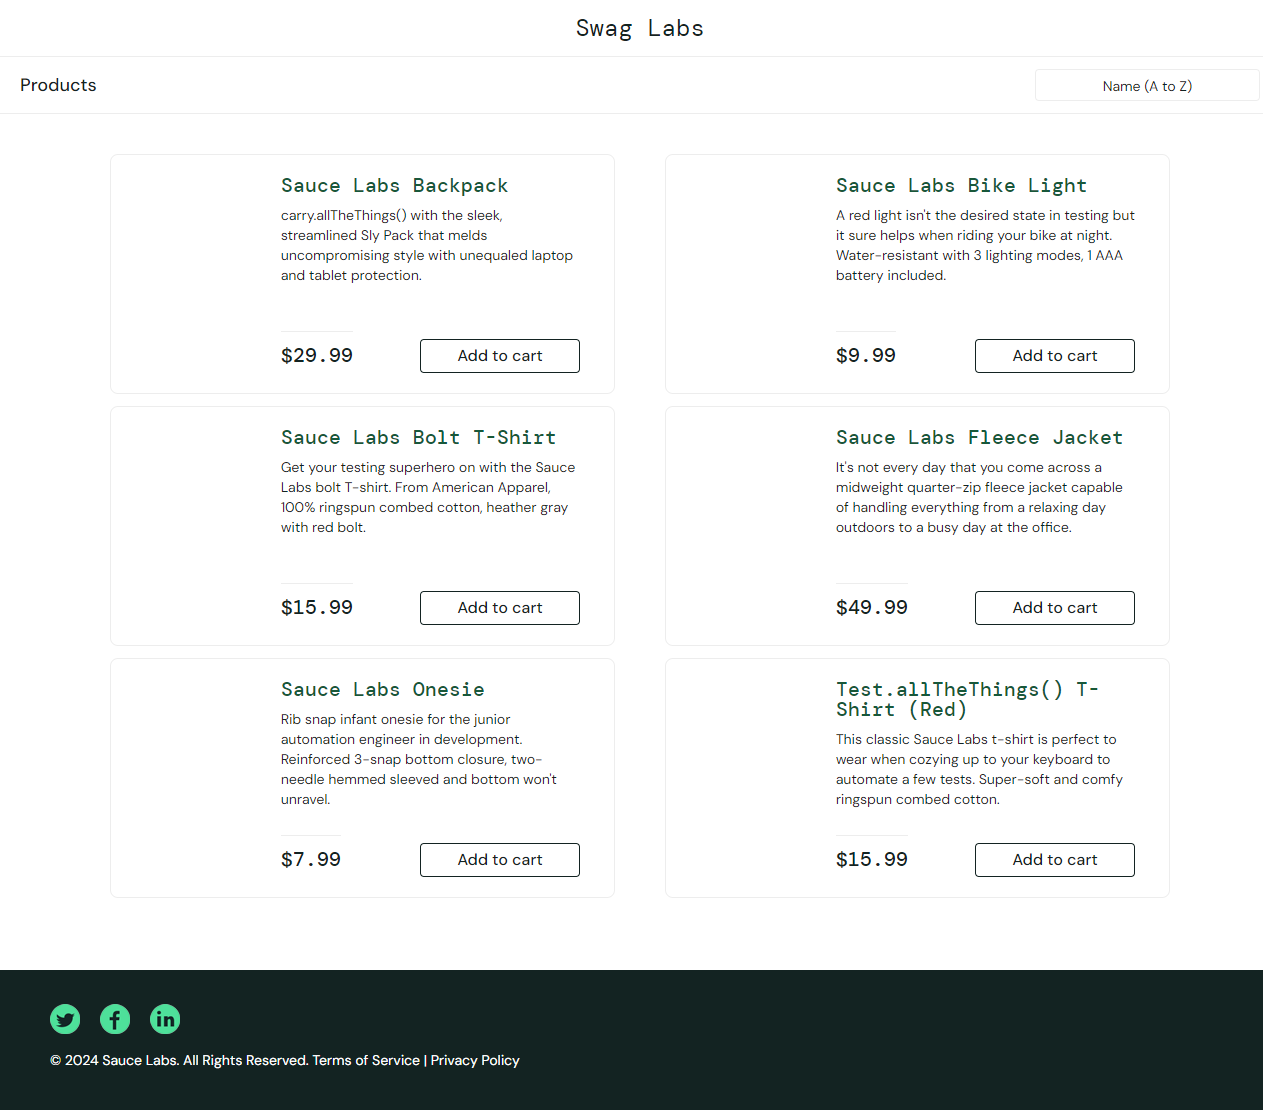 Swag Labs
Products
Name (A to Z)
Sauce Labs Backpack
carry.allTheThings() with the sleek,
streamlined Sly Pack that melds
uncompromising style with unequaled laptop
and tablet protection.
$29.99
Add to cart
Sauce Labs Bike Light
A red light isn't the desired state in testing but
it sure helps when riding your bike at night.
Water-resistant with 3 lighting modes, 1 AAA
battery included.
$9.99
Add to cart
Sauce Labs Bolt T-Shirt
Get your testing superhero on with the Sauce
Labs bolt T-shirt. From American Apparel,
100% ringspun combed cotton, heather gray
with red bolt.
$15.99
Add to cart
Sauce Labs Fleece Jacket
It's not every day that you come across a
midweight quarter-zip fleece jacket capable
of handling everything from a relaxing day
outdoors to a busy day at the office.
$49.99
Add to cart
Sauce Labs Onesie
Rib snap infant onesie for the junior
automation engineer in development.
Reinforced 3-snap bottom closure, two-
needle hemmed sleeved and bottom won't
unravel.
$7.99
Add to cart
Test.allTheThings() T-
Shirt (Red)
This classic Sauce Labs t-shirt is perfect to
wear when cozying up to your keyboard to
automate a few tests. Super-soft and comfy
ringspun combed cotton.
$15.99
Add to cart
© 2024 Sauce Labs. All Rights Reserved. Terms of Service | Privacy Policy